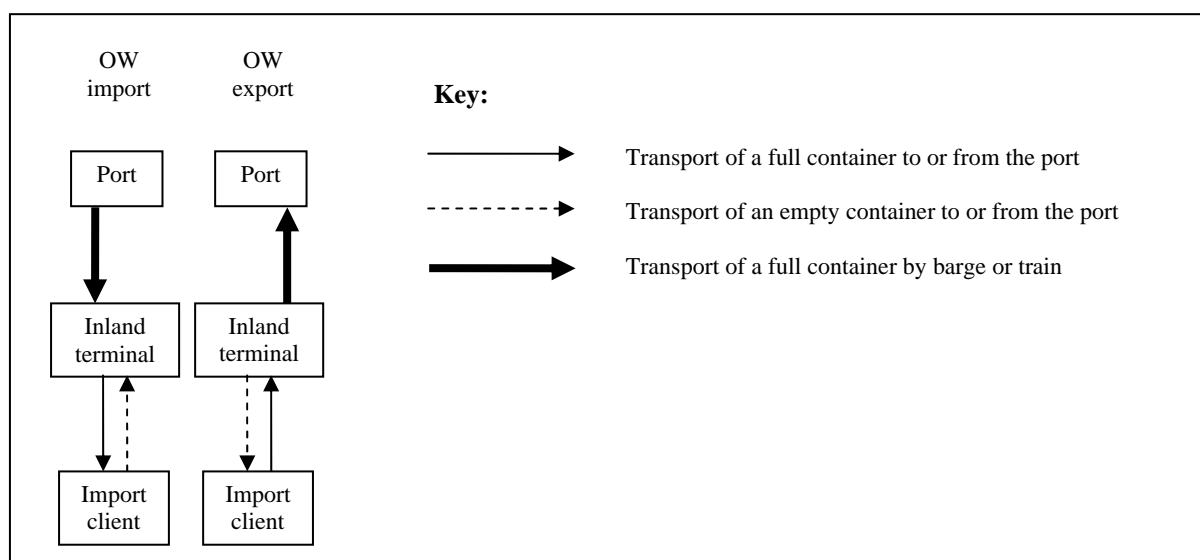 OW
import
OW
export
Key:
Port
Port
Transport of a full container to or from the port
Transport of an empty container to or from the port
Transport of a full container by barge or train
Inland
terminal
Inland
terminal
Import
client
Import
client